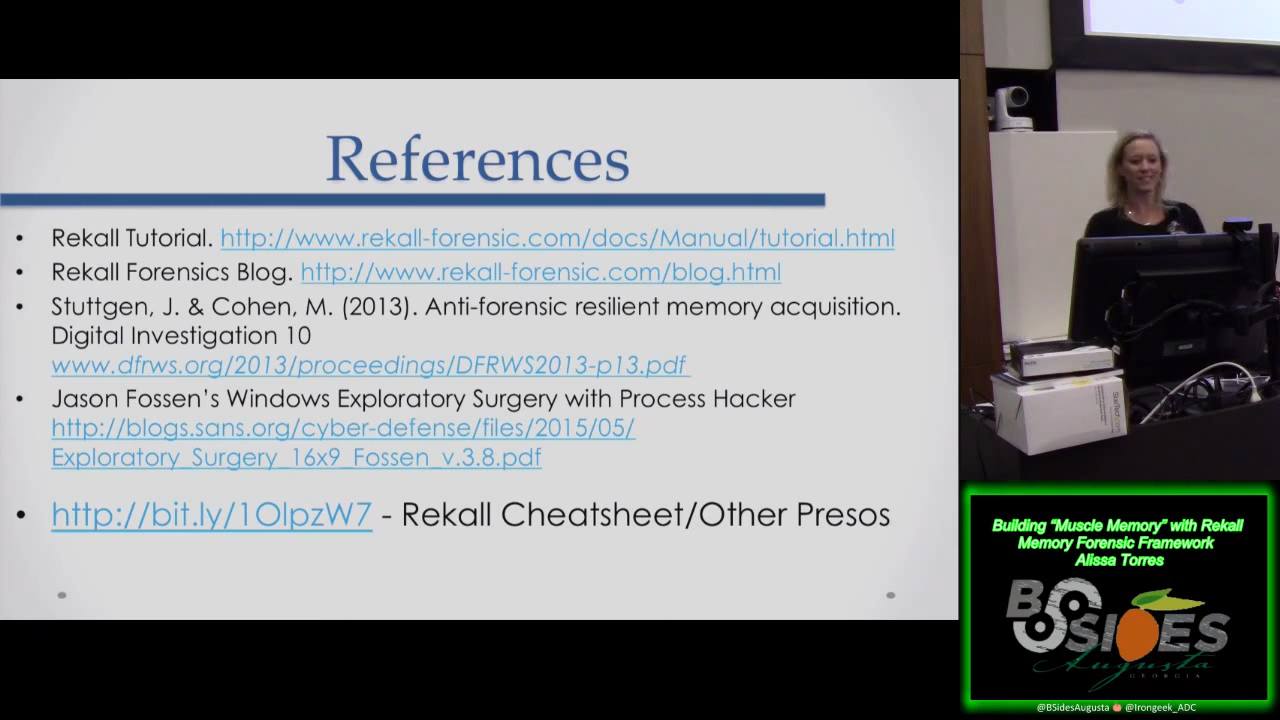 References
• Rekall Tutorial. http://www.rekall-forensic.com/docs/Manual/tutorial.html
• Rekall Forensics Blog. http://www.rekall-forensic.com/blog.html
• Stuttgen, J. & Cohen, M. (2013). Anti-forensic resilient memory acquisition.
Digital Investigation 10
www.dfrws.org/2013/proceedings/DFRWS2013-p13.pdf
• Jason Fossen’s Windows Exploratory Surgery with Process Hacker
http://blogs.sans.org/cyber-defense/files/2015/05/
Exploratory_Surgery_16x9_Fossen_v.3.8.pdf
• http://bit.ly/1OlpzW7 - Rekall Cheatsheet/Other Presos
StarTech.com
Building “Muscle Memory” with Rekall
Memory Forensic Framework
Alissa Torres
BSIDES
Augusta
GEORGIA
@BSidesAugusta @Irongeek_ADC